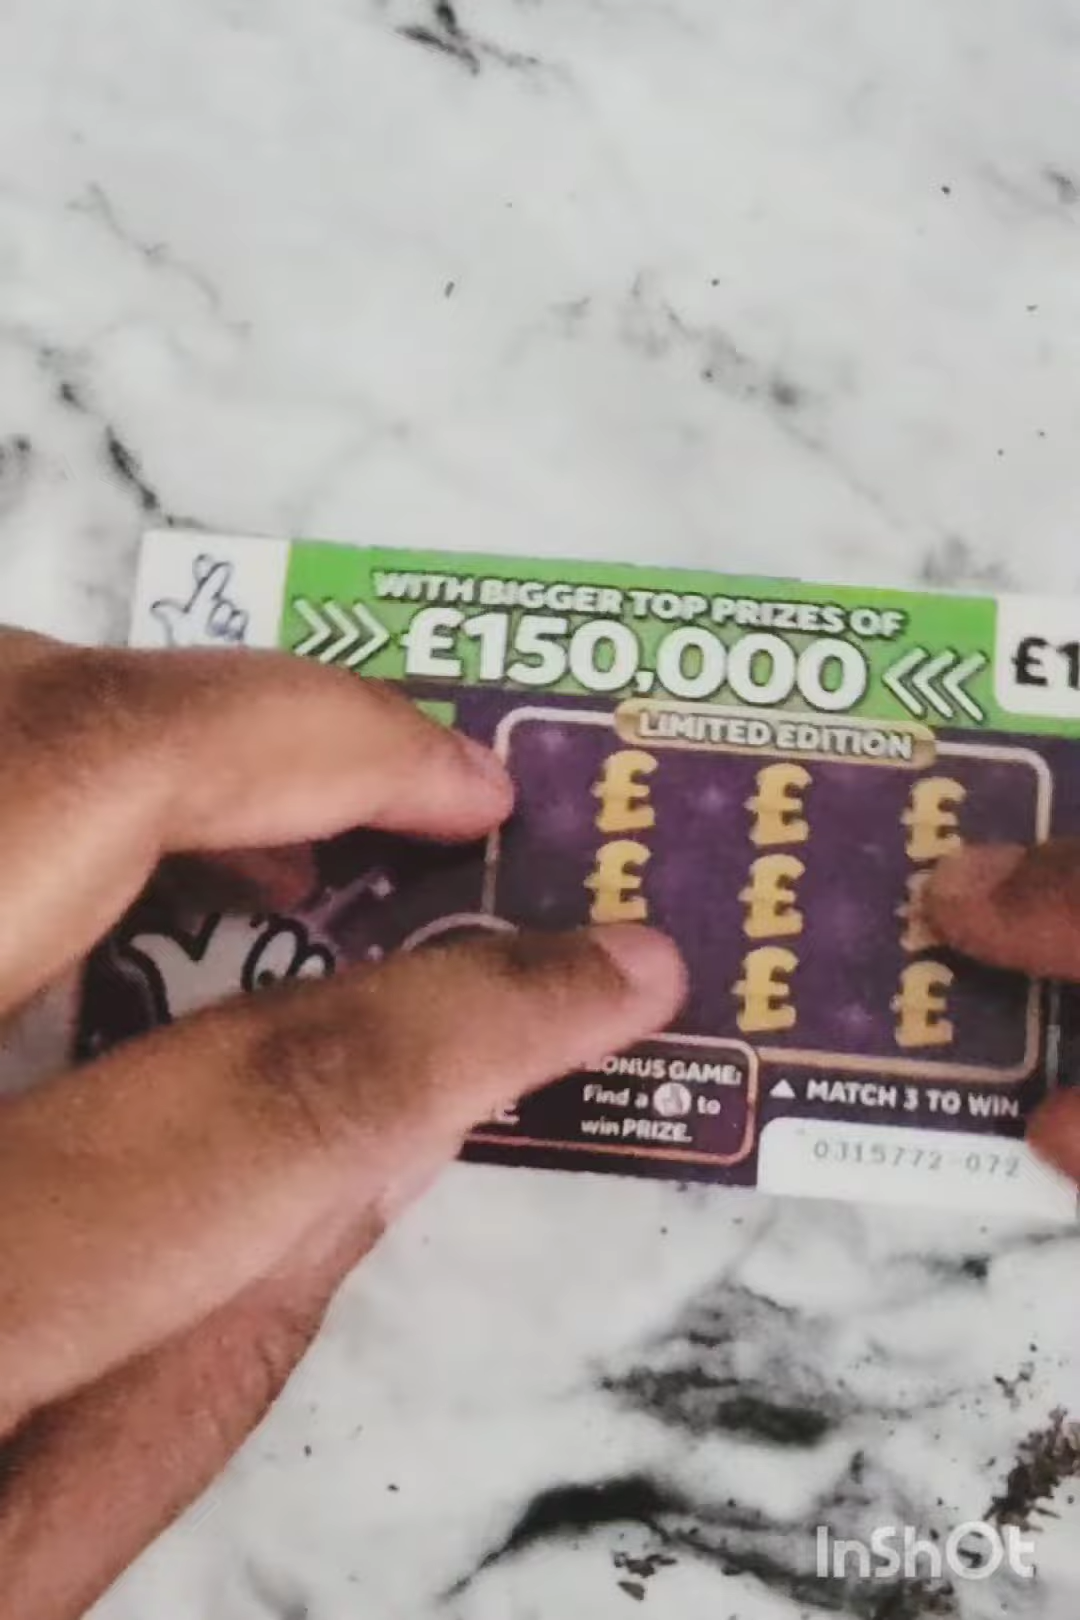 WITH BIGGER TOP PRIZES OF
>>> £150,000 <<<
£1
LIMITED EDITION
£ £ £
£ £ £
£ £
BONUS GAME:
Find a to
win PRIZE.
MATCH 3 TO WIN
0315772-072
InShOt